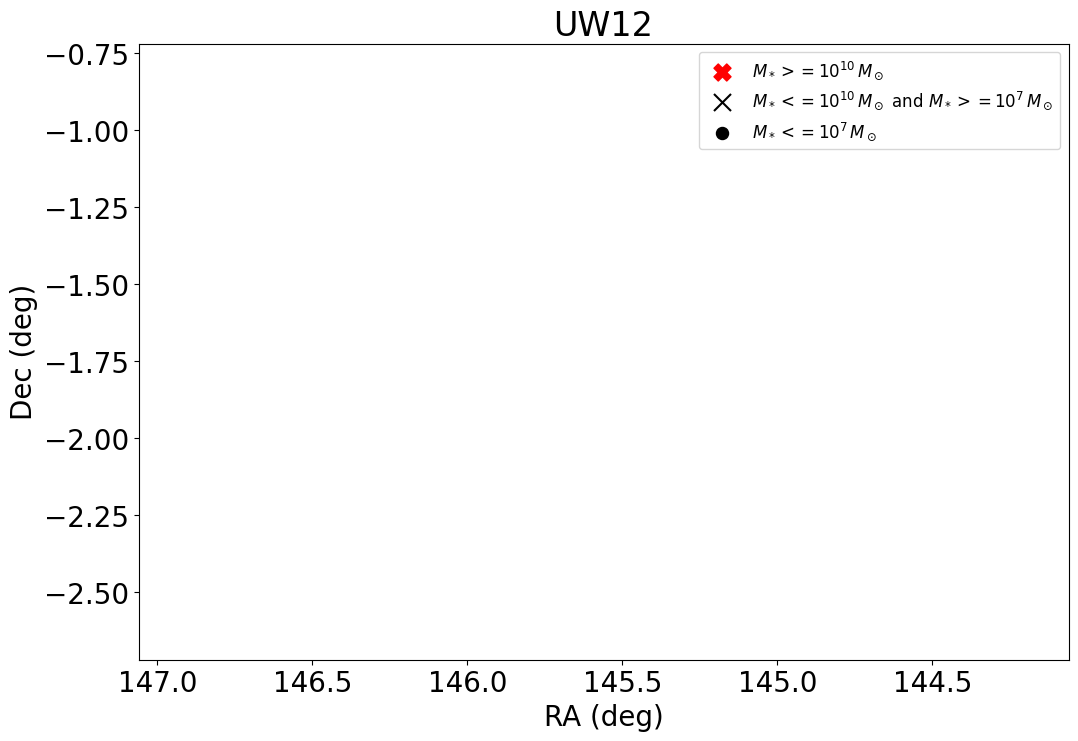 UW12
−0.75
−1.00
−1.25
−1.50
−1.75
−2.00
−2.25
−2.50
Dec (deg)
M* >= 10^10 M⊙
M* <= 10^10 M⊙ and M* >= 10^7 M⊙
M* <= 10^7 M⊙
147.0 146.5 146.0 145.5 145.0 144.5
RA (deg)